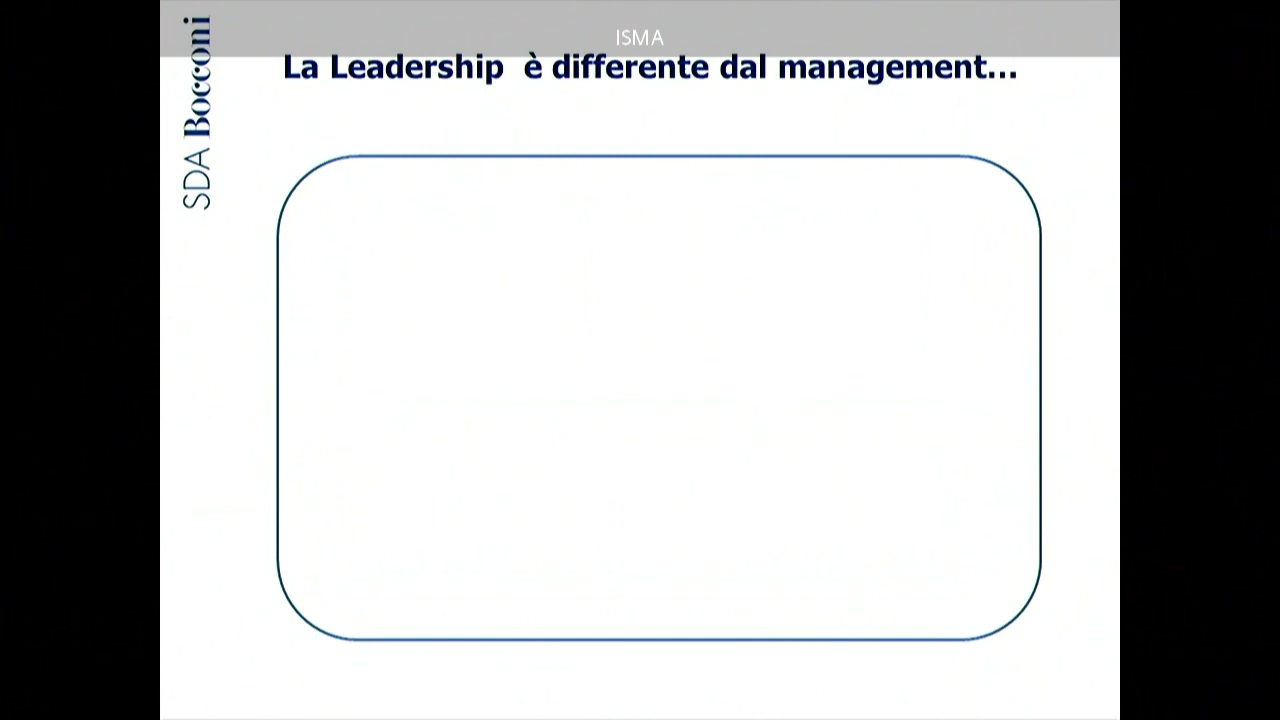 ISMA
La Leadership è differente dal management...
SDA Bocconi